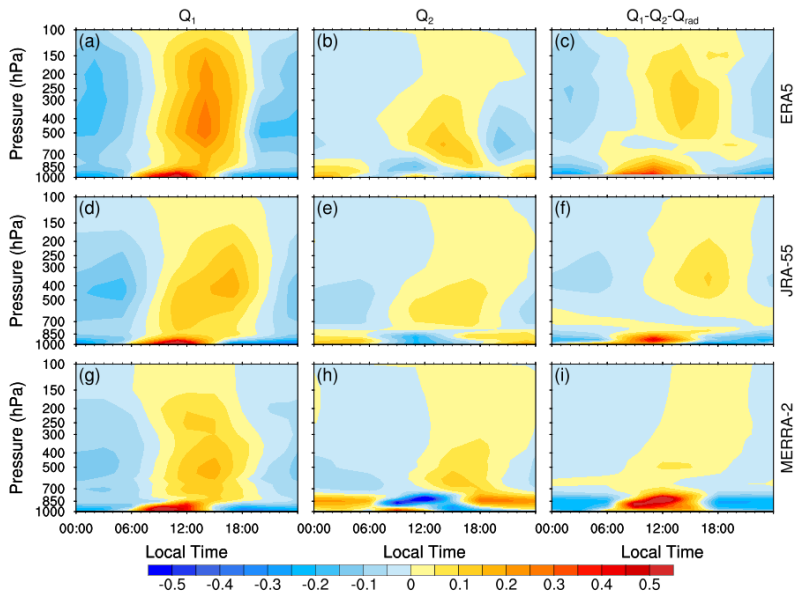 Q1 Q2 Q1-Q2-Qrad
(a) (b) (c)
Pressure (hPa)
100
150
200
250
300
400
500
700
850
1000
ERA5
(d) (e) (f)
Pressure (hPa)
100
150
200
250
300
400
500
700
850
1000
JRA-55
(g) (h) (i)
Pressure (hPa)
100
150
200
250
300
400
500
700
850
1000
MERRA-2
00:00 06:00 12:00 18:00 00:00 06:00 12:00 18:00 00:00 06:00 12:00 18:00
Local Time Local Time Local Time
-0.5 -0.4 -0.3 -0.2 -0.1 0 0.1 0.2 0.3 0.4 0.5